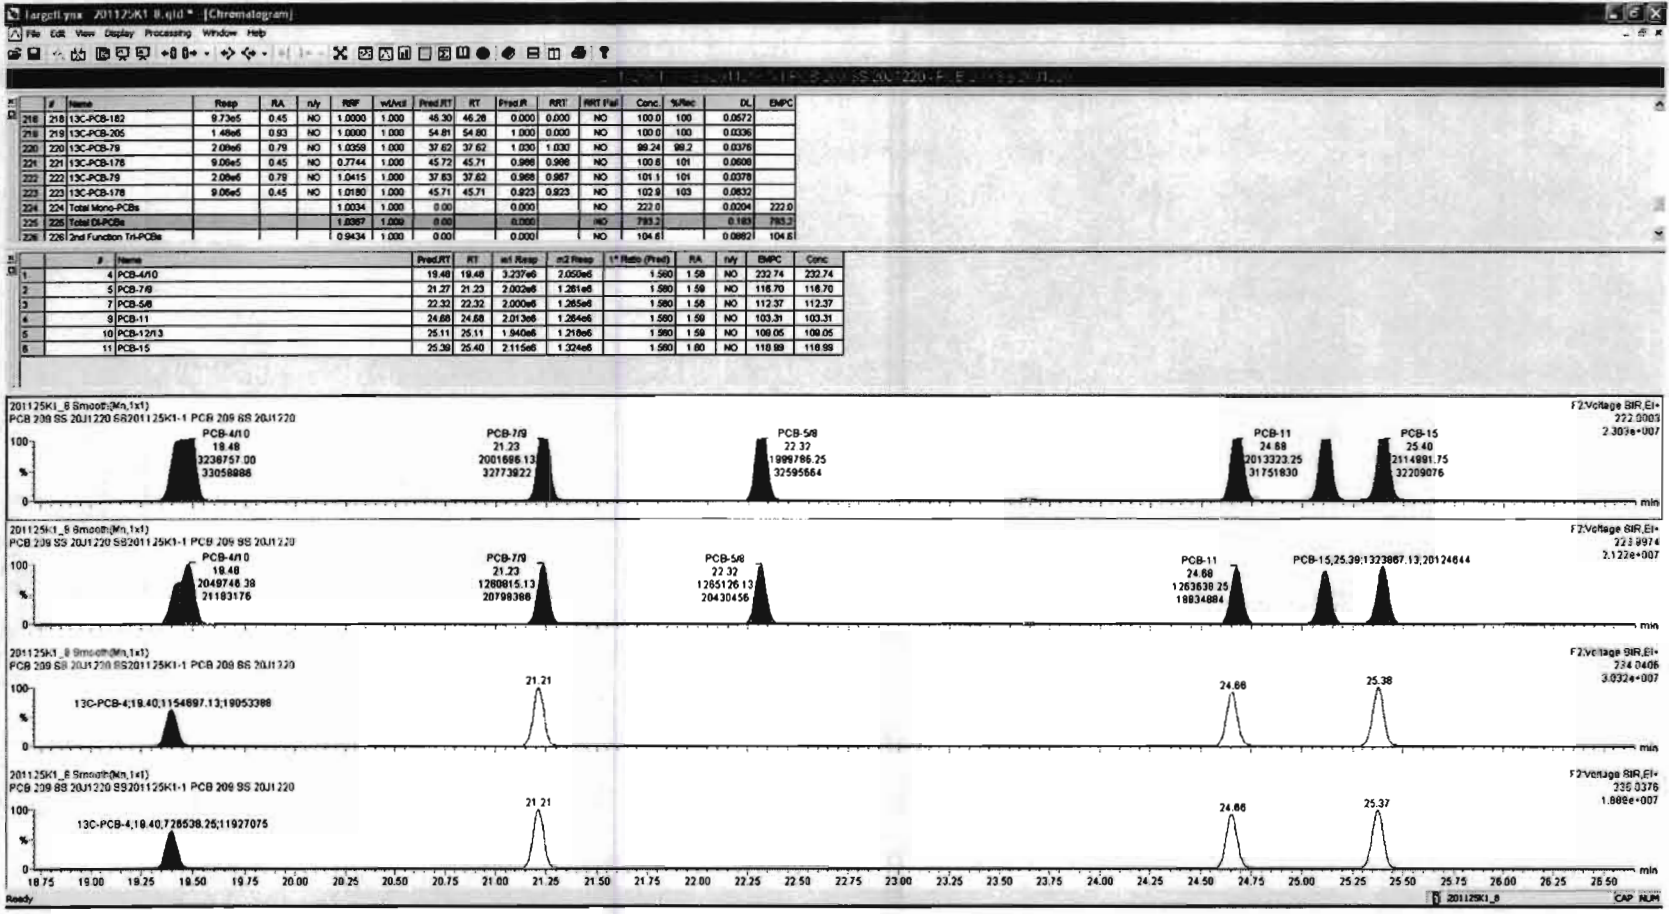 TargetLynx - 201125K1_8.qld * - [Chromatogram]
File Edit View Display Processing Window Help
# Name Resp RA n/y RRF wt/vol Pred.RT RT Pred.R RRT RRT Fail Conc. %Rec DL EMPC
218 218 13C-PCB-182 9.73e5 0.45 NO 1.0000 1.000 46.30 46.28 0.000 0.000 NO 100.0 100 0.0572
219 219 13C-PCB-205 1.48e6 0.93 NO 1.0000 1.000 54.81 54.80 1.000 0.000 NO 100.0 100 0.0336
220 220 13C-PCB-79 2.08e6 0.79 NO 1.0359 1.000 37.62 37.62 1.030 1.030 NO 99.24 99.2 0.0376
221 221 13C-PCB-178 9.06e5 0.45 NO 0.7744 1.000 45.72 45.71 0.988 0.988 NO 100.6 101 0.0608
222 222 13C-PCB-79 2.08e6 0.79 NO 1.0415 1.000 37.63 37.62 0.968 0.967 NO 101.1 101 0.0378
223 223 13C-PCB-178 9.06e5 0.45 NO 1.0180 1.000 45.71 45.71 0.923 0.923 NO 102.9 103 0.0632
224 224 Total Mono-PCBs 1.0034 1.000 0.00 0.000 NO 222.0 0.0204 222.0
225 225 Total Di-PCBs 1.0367 1.000 0.00 0.000 NO 793.2 0.183 793.2
226 226 2nd Function Tri-PCBs 0.9434 1.000 0.00 0.000 NO 104.6 0.0882 104.6
# Name Pred.RT RT m1 Resp m2 Resp 1° Ratio (Pred) RA n/y EMPC Conc.
1 4 PCB-4/10 19.48 19.48 3.237e6 2.050e6 1.560 1.58 NO 232.74 232.74
2 5 PCB-7/9 21.27 21.23 2.002e6 1.261e6 1.560 1.59 NO 116.70 116.70
3 7 PCB-5/8 22.32 22.32 2.000e6 1.265e6 1.560 1.58 NO 112.37 112.37
4 9 PCB-11 24.68 24.68 2.013e6 1.264e6 1.560 1.59 NO 103.31 103.31
5 10 PCB-12/13 25.11 25.11 1.940e6 1.218e6 1.560 1.59 NO 109.05 109.05
6 11 PCB-15 25.39 25.40 2.115e6 1.324e6 1.560 1.60 NO 118.99 118.99
201125K1_8 Smooth(Mn,1x1) F2:Voltage SIR,EI+
PCB 209 SS 20J1220 SS201125K1-1 PCB 209 SS 20J1220 222.0003
2.303e+007
PCB-4/10 PCB-7/9 PCB-5/8 PCB-11 PCB-15
19.48 21.23 22.32 24.68 25.40
3236757.00 2001686.13 1999786.25 2013323.25 2114991.75
33058886 32773922 32595664 31751830 32209076
100
%
0
min
201125K1_8 Smooth(Mn,1x1) F2:Voltage SIR,EI+
PCB 209 SS 20J1220 SS201125K1-1 PCB 209 SS 20J1220 223.9974
2.122e+007
PCB-4/10 PCB-7/9 PCB-5/8 PCB-11 PCB-15;25.39;1323867.13;20124644
19.48 21.23 22.32 24.68
2049746.38 1260815.13 1265126.13 1263638.25
21183176 20798386 20430456 18834884
100
%
0
min
201125K1_8 Smooth(Mn,1x1) F2:Voltage SIR,EI+
PCB 209 SS 20J1220 SS201125K1-1 PCB 209 SS 20J1220 234.0406
3.032e+007
13C-PCB-4;19.40;1154697.13;19053388 21.21 24.66 25.38
100
%
0
min
201125K1_8 Smooth(Mn,1x1) F2:Voltage SIR,EI+
PCB 209 SS 20J1220 SS201125K1-1 PCB 209 SS 20J1220 236.0376
1.889e+007
13C-PCB-4;19.40;726538.25;11927075 21.21 24.66 25.37
100
%
0
min
18.75 19.00 19.25 19.50 19.75 20.00 20.25 20.50 20.75 21.00 21.25 21.50 21.75 22.00 22.25 22.50 22.75 23.00 23.25 23.50 23.75 24.00 24.25 24.50 24.75 25.00 25.25 25.50 25.75 26.00 26.25 26.50
Ready 201125K1_8 CAP NUM